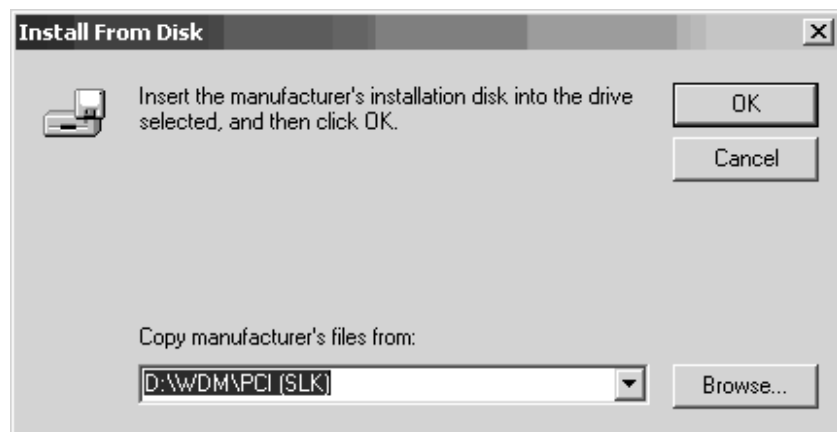 Install From Disk
Insert the manufacturer's installation disk into the drive
selected, and then click OK.
OK
Cancel
Copy manufacturer's files from:
D:\WDM\PCI (SLK)
Browse...